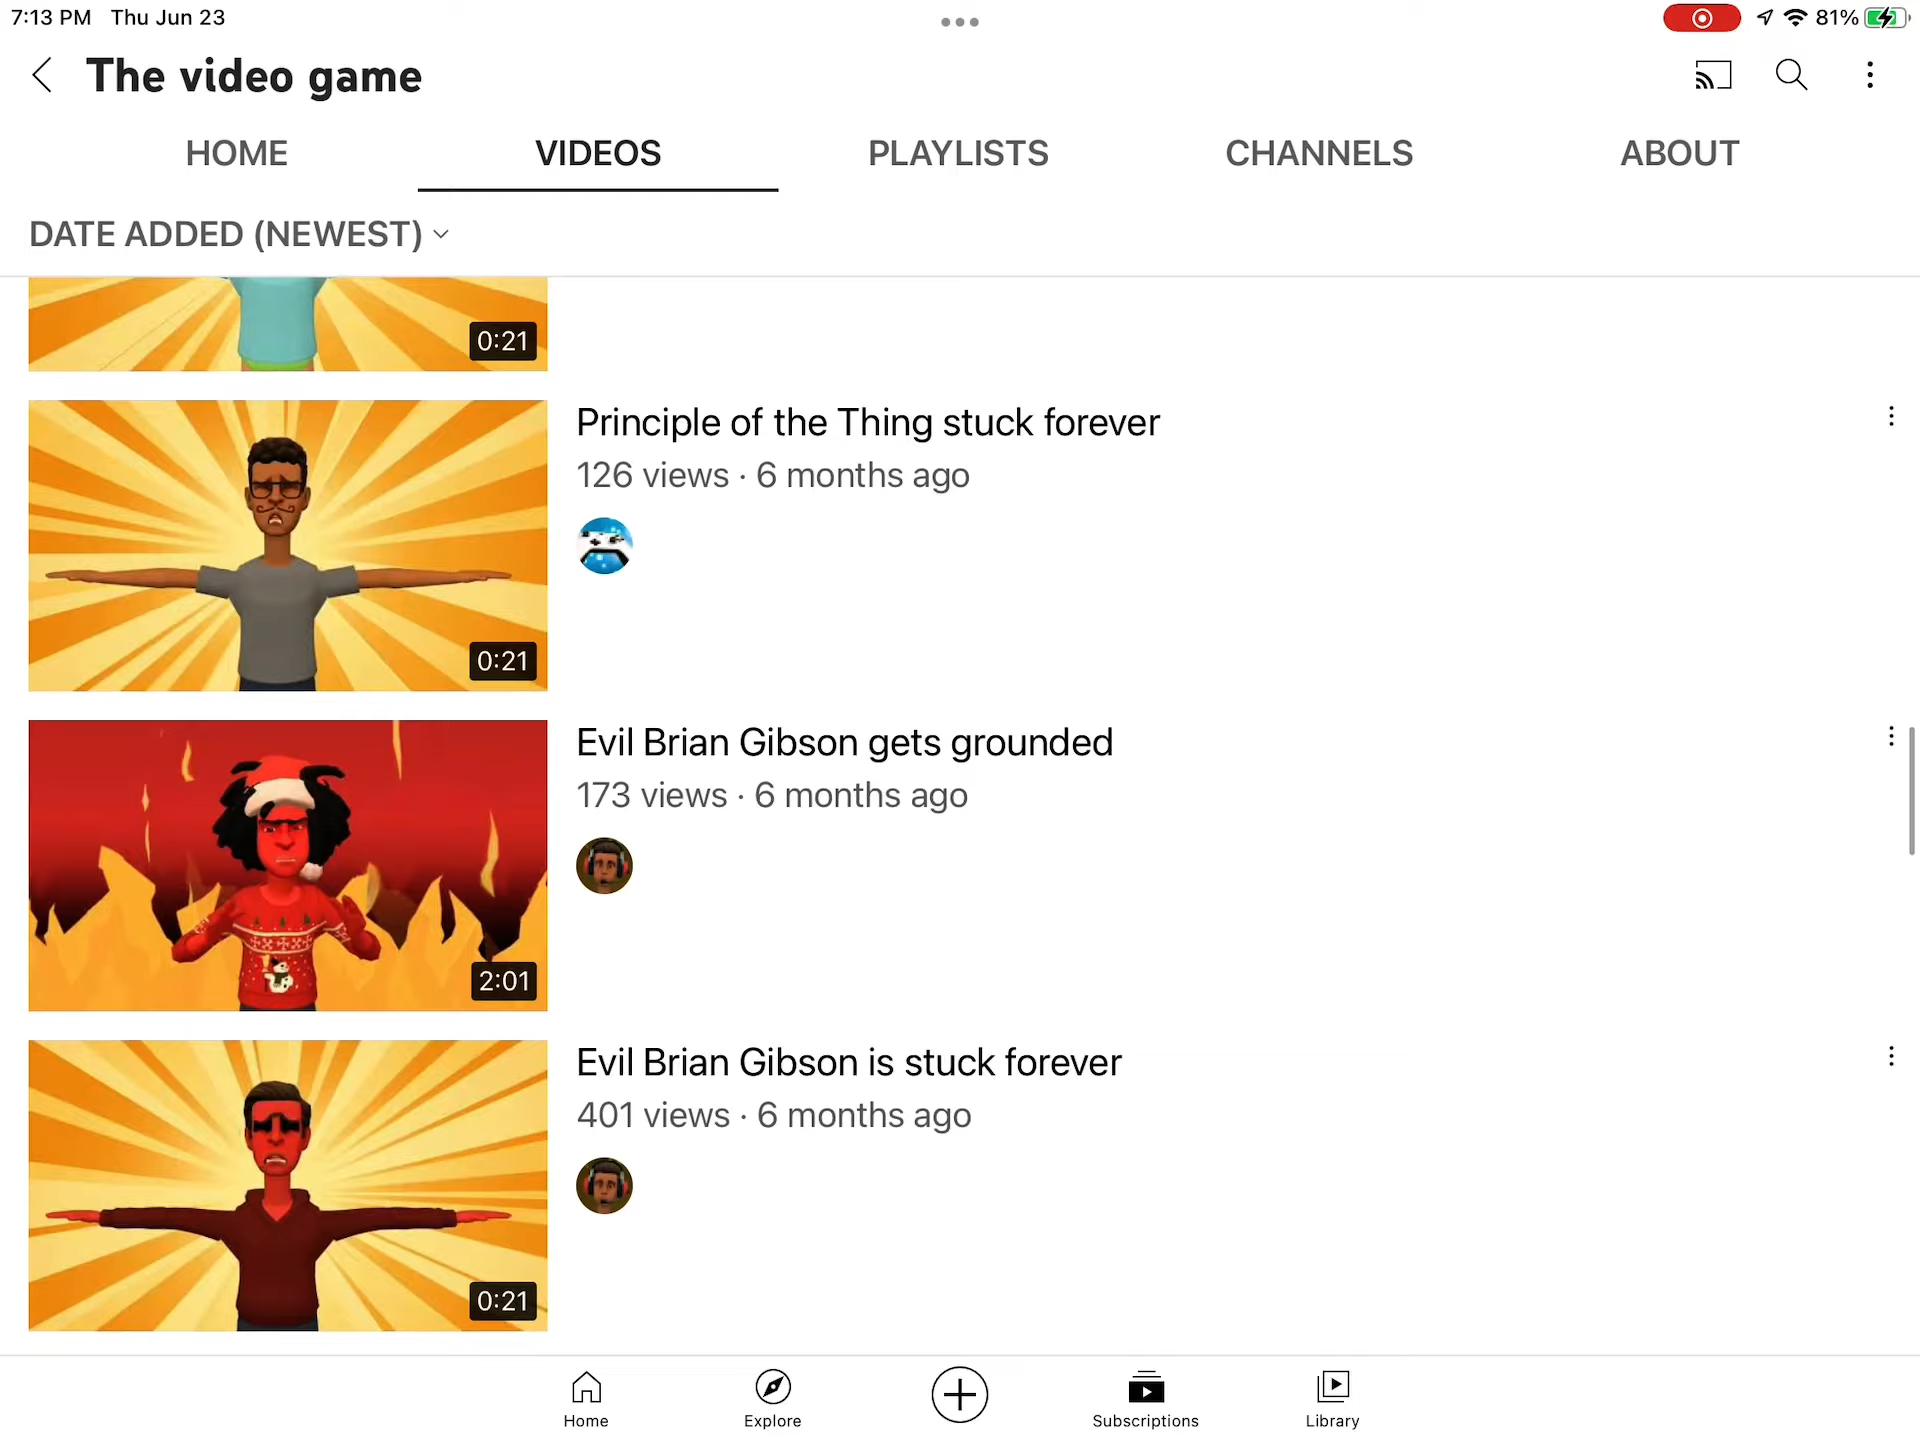 7:13 PM Thu Jun 23
81%
The video game
HOME VIDEOS PLAYLISTS CHANNELS ABOUT
DATE ADDED (NEWEST)
0:21
Principle of the Thing stuck forever
126 views · 6 months ago
0:21
Evil Brian Gibson gets grounded
173 views · 6 months ago
2:01
Evil Brian Gibson is stuck forever
401 views · 6 months ago
0:21
Home Explore Subscriptions Library